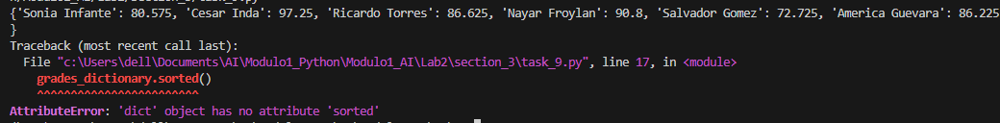 {'Sonia Infante': 80.575, 'Cesar Inda': 97.25, 'Ricardo Torres': 86.625, 'Nayar Froylan': 90.8, 'Salvador Gomez': 72.725, 'America Guevara': 86.225
}
Traceback (most recent call last):
  File "c:\Users\dell\Documents\AI\Modulo1_Python\Modulo1_AI\Lab2\section_3\task_9.py", line 17, in <module>
    grades_dictionary.sorted()
    ^^^^^^^^^^^^^^^^^^^^^^^^
AttributeError: 'dict' object has no attribute 'sorted'